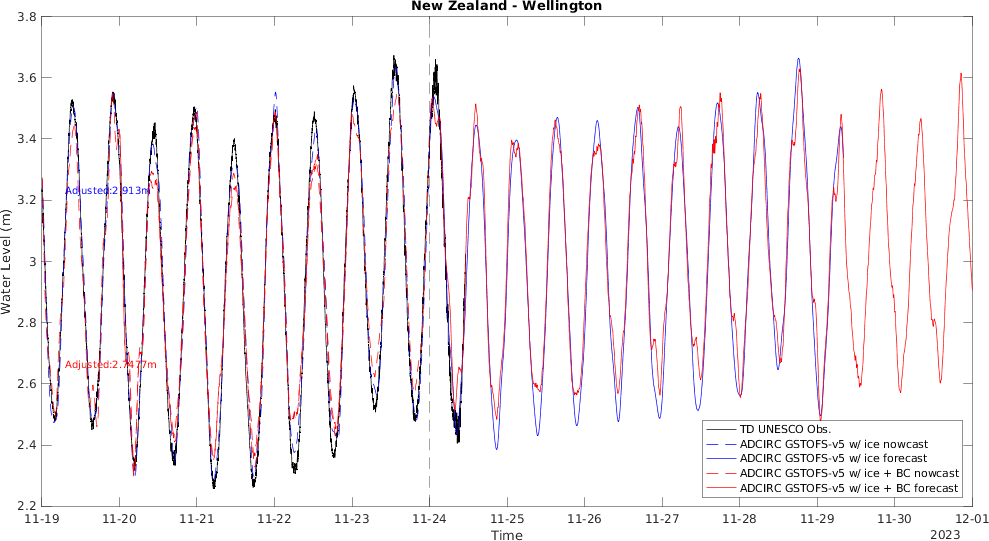 New Zealand - Wellington
3.8
3.6
3.4
3.2
3
2.8
2.6
2.4
2.2
Water Level (m)
Adjusted:2.913m
Adjusted:2.7477m
TD UNESCO Obs.
ADCIRC GSTOFS-v5 w/ ice nowcast
ADCIRC GSTOFS-v5 w/ ice forecast
ADCIRC GSTOFS-v5 w/ ice + BC nowcast
ADCIRC GSTOFS-v5 w/ ice + BC forecast
11-19 11-20 11-21 11-22 11-23 11-24 11-25 11-26 11-27 11-28 11-29 11-30 12-01
Time
2023